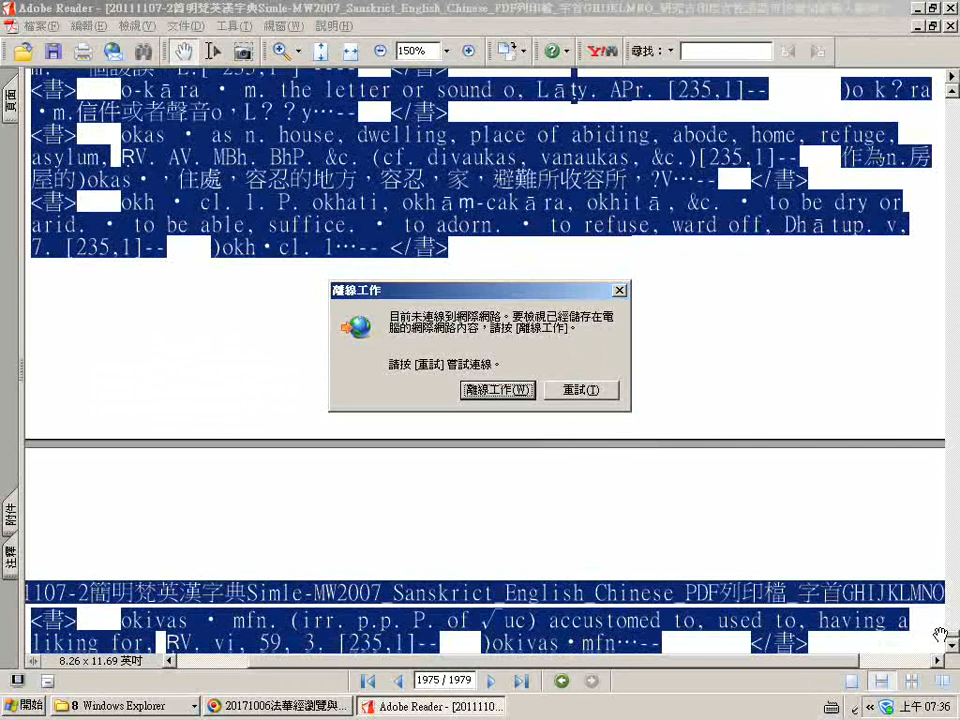 Adobe Reader - [20111107-2簡明梵英漢字典Simle-MW2007_Sanskrict_English_Chinese_PDF列印檔_字首GHIJKLMNO_
檔案(F) 編輯(E) 檢視(V) 文件(D) 工具(T) 視窗(W) 說明(H)
150% Y! 尋找:
頁面
<書> o-kāra · m. the letter or sound o, Lāṭy. APr. [235,1]-- )o k?ra
· m.信件或者聲音o，L？？y…-- </書>
<書> okas · as n. house, dwelling, place of abiding, abode, home, refuge,
asylum, ṚV. AV. MBh. BhP. &c. (cf. divaukas, vanaukas, &c.)[235,1]-- 作為n.房
屋的)okas·，住處，容忍的地方，容忍，家，避難所收容所，?V…-- </書>
<書> okh · cl. 1. P. okhati, okhāṃ-cakāra, okhitā, &c. · to be dry or
arid. · to be able, suffice. · to adorn. · to refuse, ward off, Dhātup. v,
7. [235,1]-- )okh·cl. 1…-- </書>
離線工作
目前未連線到網際網路。要檢視已經儲存在電
腦的網際網路內容，請按 [離線工作]。
請按 [重試] 嘗試連線。
離線工作(W) 重試(T)
附件
註釋
1107-2簡明梵英漢字典Simle-MW2007_Sanskrict_English_Chinese_PDF列印檔_字首GHIJKLMNO
<書> okivas · mfn. (irr. p.p. P. of √uc) accustomed to, used to, having a
liking for, ṚV. vi, 59, 3. [235,1]-- )okivas·mfn…-- </書>
8.26 x 11.69 英吋
1975 / 1979
開始 8 Windows Explorer 20171006法華經瀏覽與... Adobe Reader - [2011110... 上午 07:36